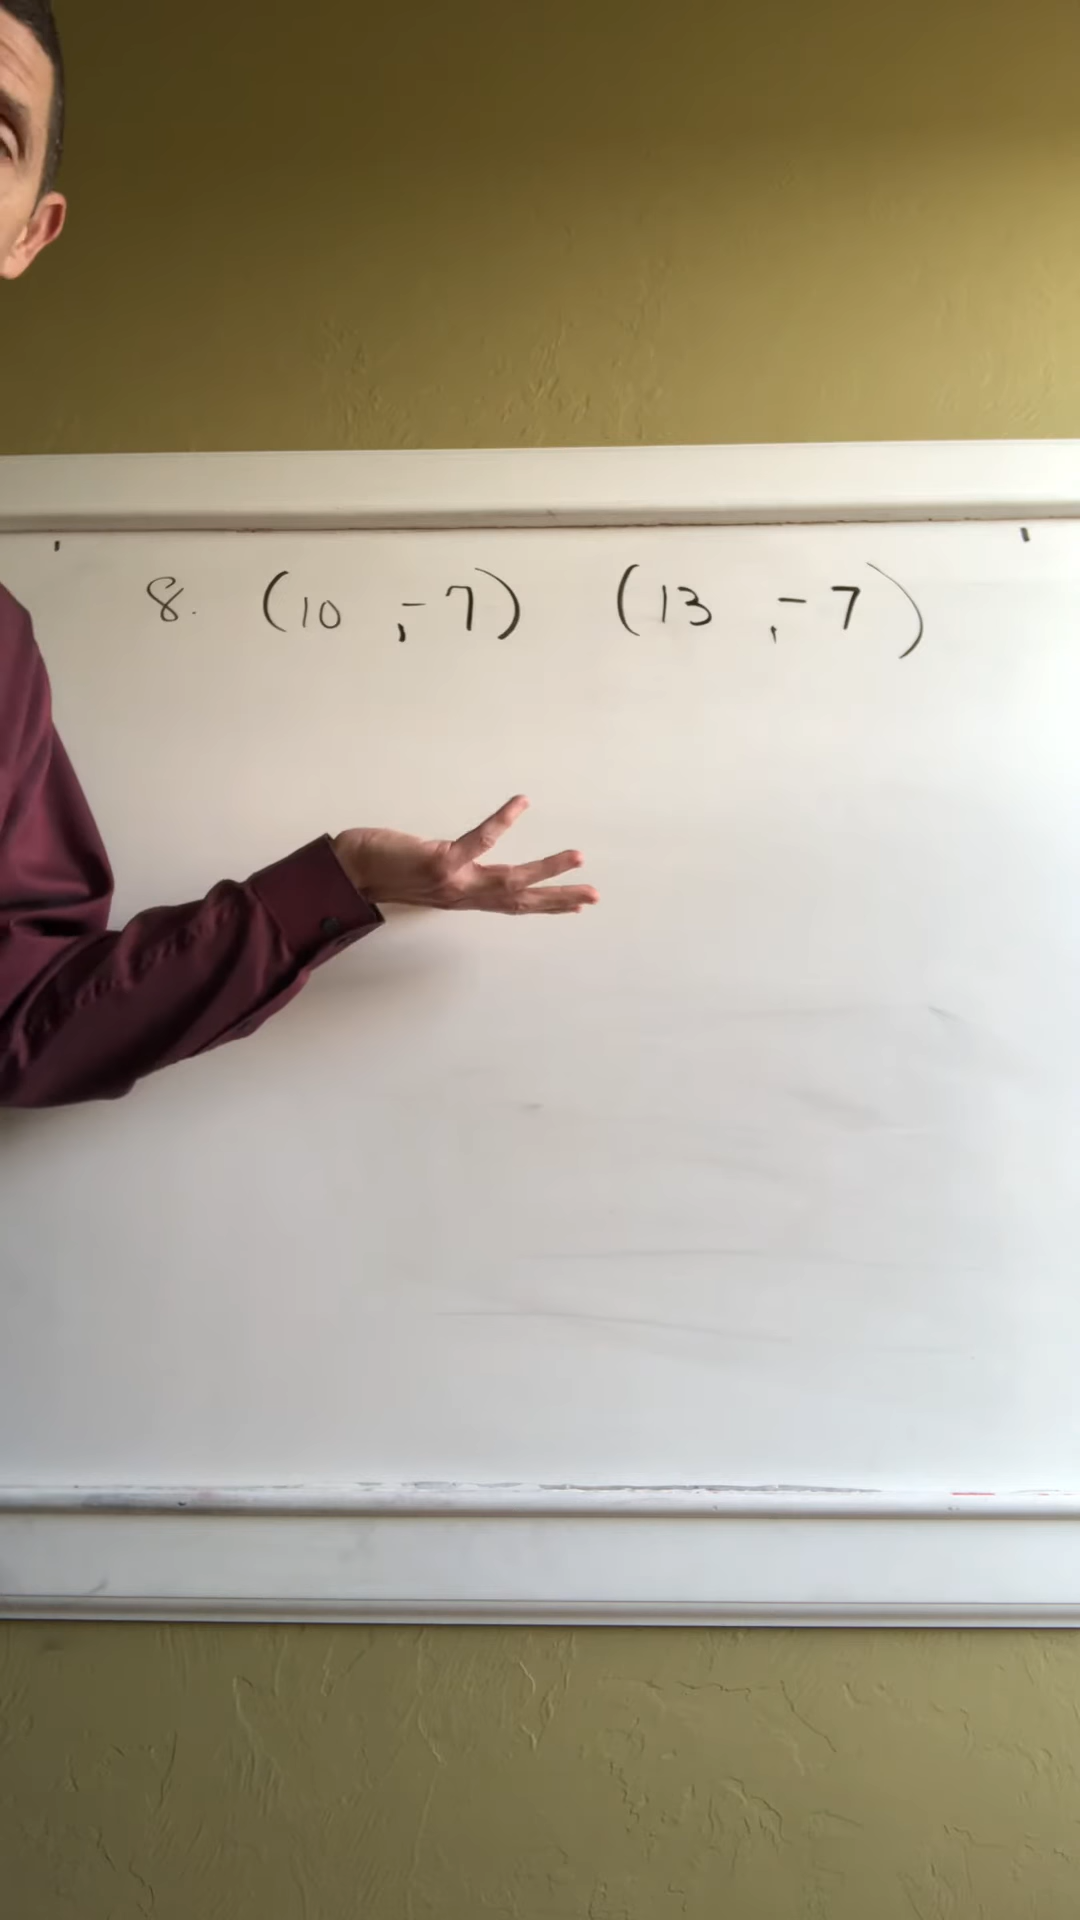 8. (10 , -7) (13 , -7)